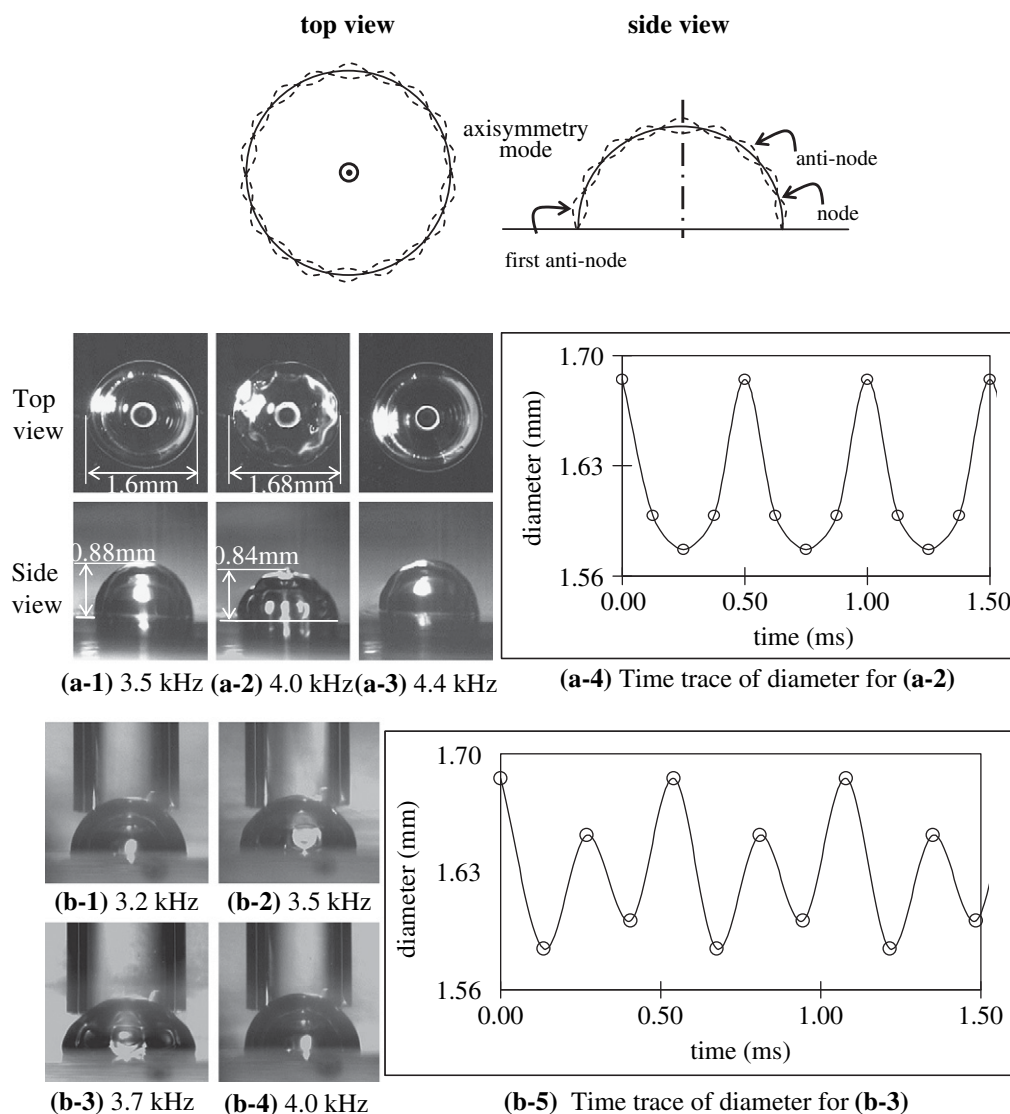 top view side view
axisymmetry
mode
anti-node
node
first anti-node
Top
view
1.6mm 1.68mm
Side
view
0.88mm 0.84mm
(a-1) 3.5 kHz (a-2) 4.0 kHz (a-3) 4.4 kHz
diameter (mm)
1.70
1.63
1.56
0.00 0.50 1.00 1.50
time (ms)
(a-4) Time trace of diameter for (a-2)
(b-1) 3.2 kHz (b-2) 3.5 kHz
(b-3) 3.7 kHz (b-4) 4.0 kHz
diameter (mm)
1.70
1.63
1.56
0.00 0.50 1.00 1.50
time (ms)
(b-5) Time trace of diameter for (b-3)